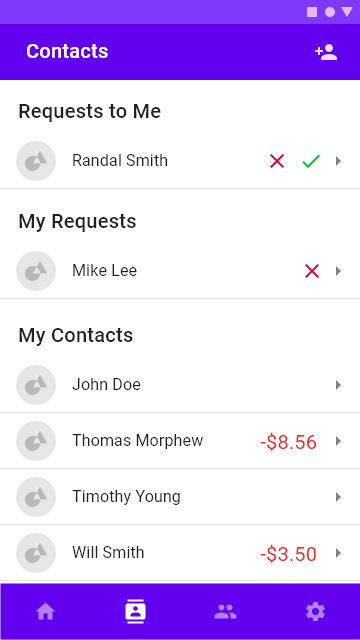 Contacts
Requests to Me
Randal Smith
My Requests
Mike Lee
My Contacts
John Doe
Thomas Morphew -$8.56
Timothy Young
Will Smith -$3.50